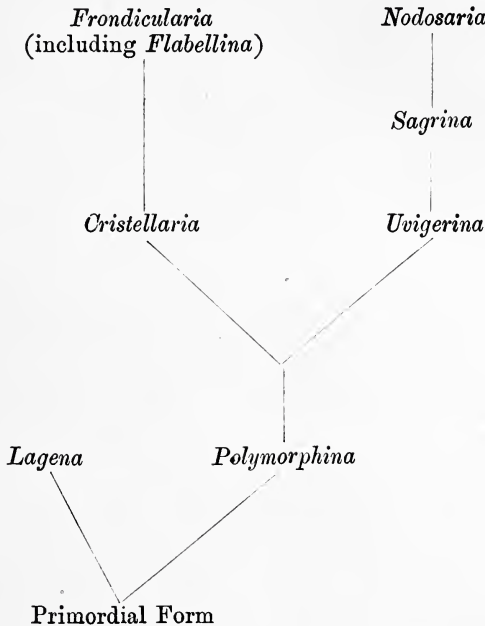 Frondicularia
(including Flabellina)
Nodosaria
Sagrina
Cristellaria
Uvigerina
Lagena
Polymorphina
Primordial Form